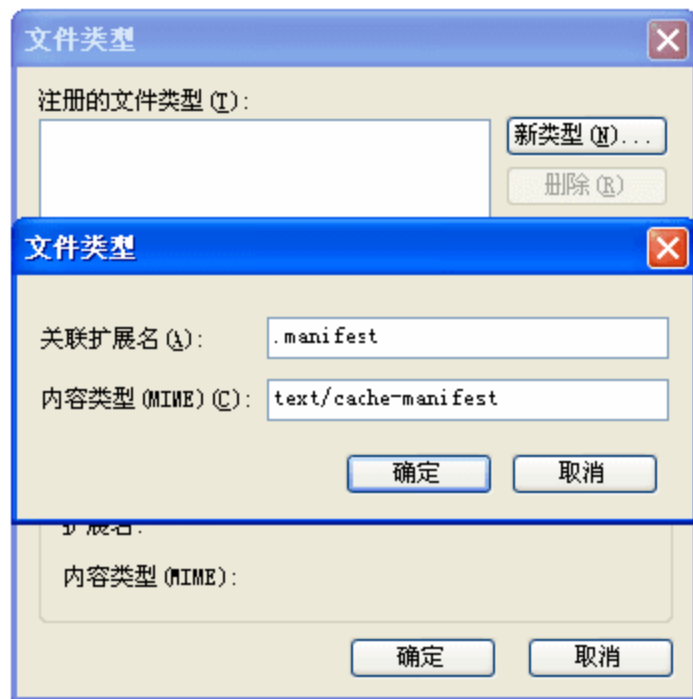 文件类型
注册的文件类型(T):
新类型(N)...
删除(R)
文件类型
关联扩展名(A):
.manifest
内容类型(MIME)(C):
text/cache-manifest
确定
取消
扩展名:
内容类型(MIME):
确定
取消